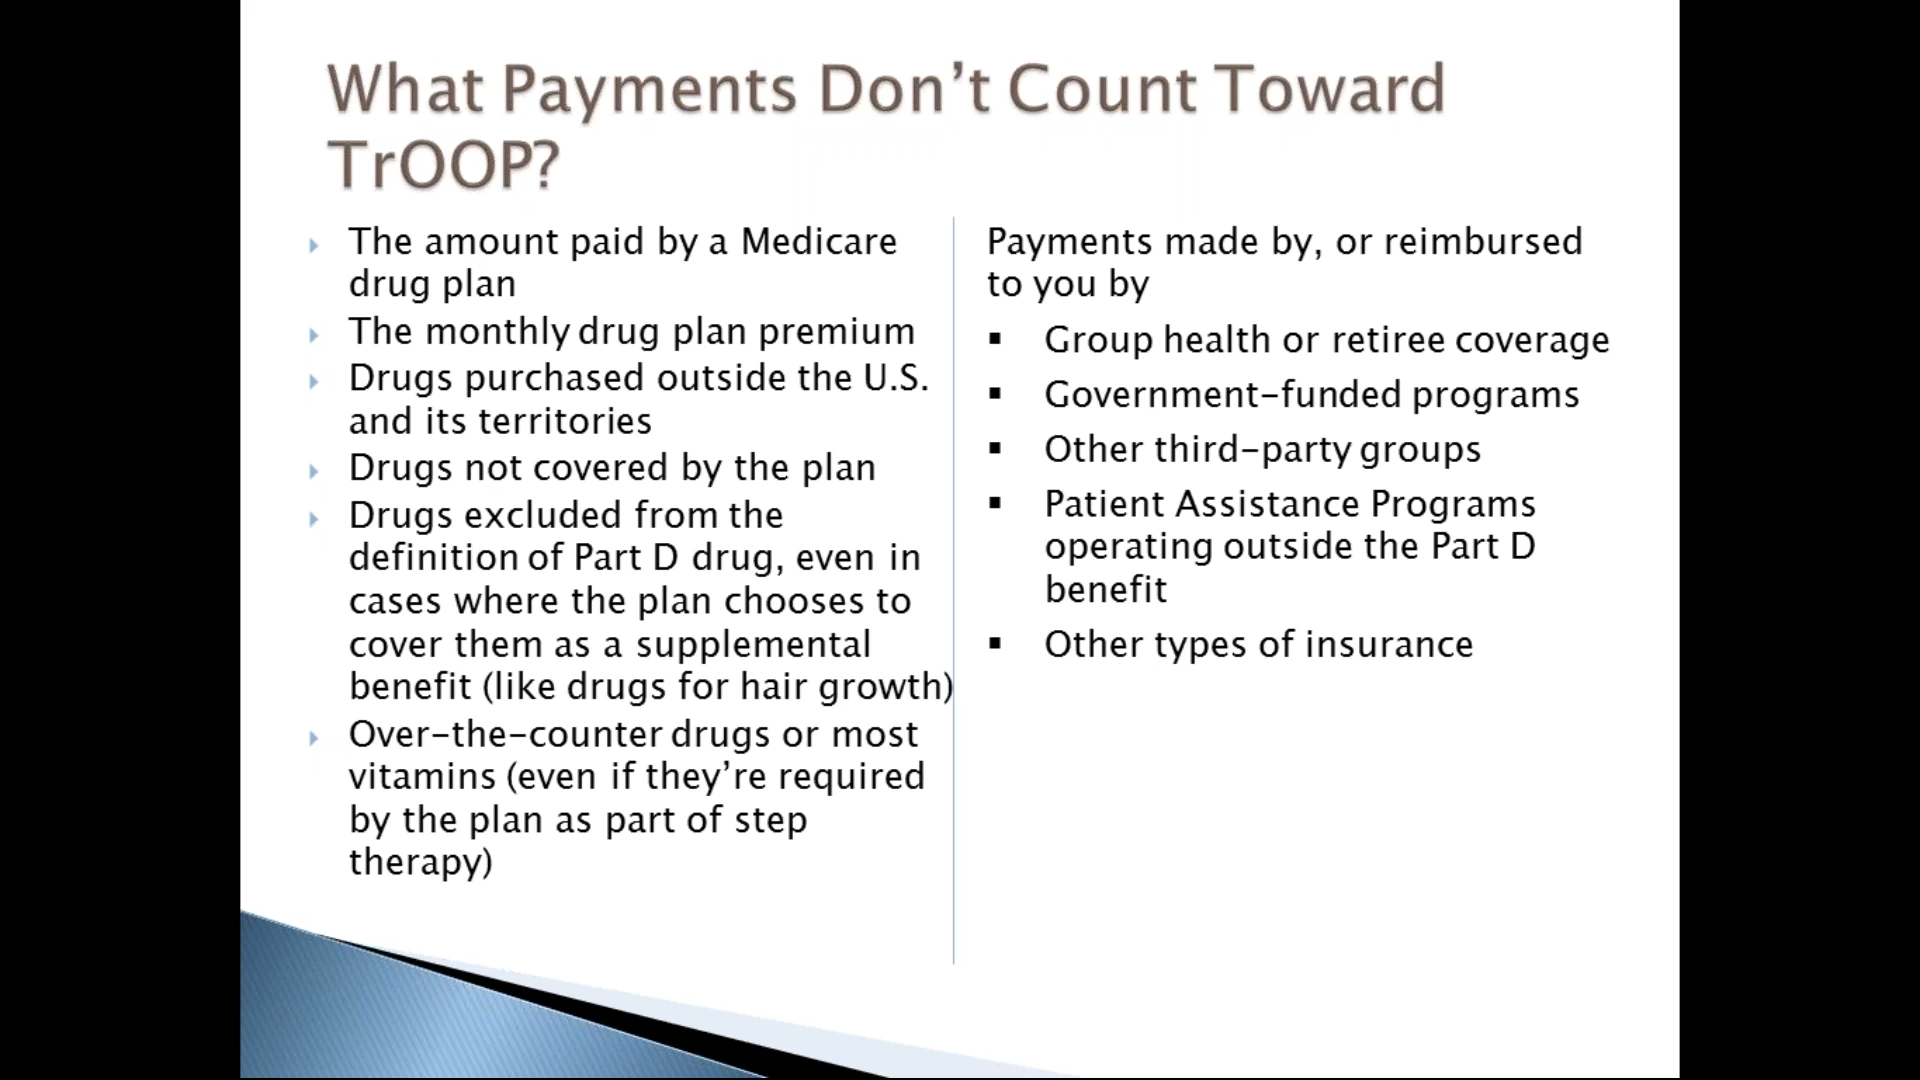 What Payments Don’t Count Toward
TrOOP?
The amount paid by a Medicare
drug plan
The monthly drug plan premium
Drugs purchased outside the U.S.
and its territories
Drugs not covered by the plan
Drugs excluded from the
definition of Part D drug, even in
cases where the plan chooses to
cover them as a supplemental
benefit (like drugs for hair growth)
Over-the-counter drugs or most
vitamins (even if they’re required
by the plan as part of step
therapy)
Payments made by, or reimbursed
to you by
Group health or retiree coverage
Government-funded programs
Other third-party groups
Patient Assistance Programs
operating outside the Part D
benefit
Other types of insurance